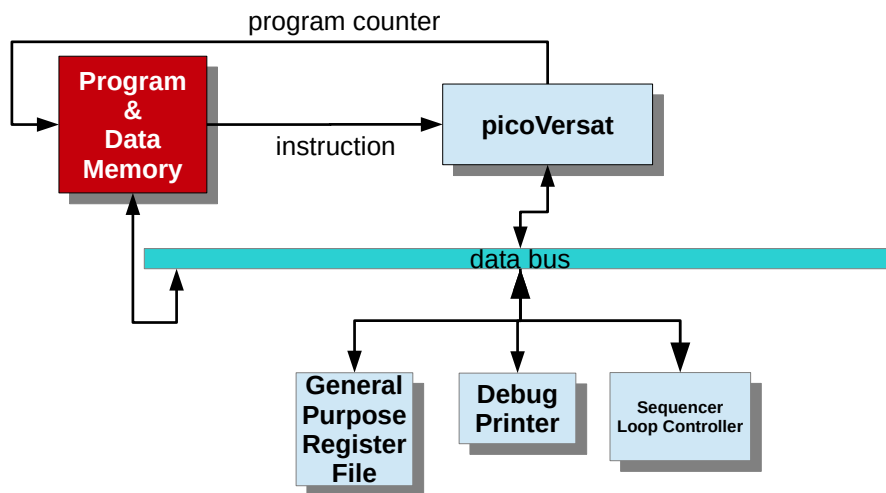 program counter
Program
&
Data
Memory
instruction
picoVersat
data bus
General
Purpose
Register
File
Debug
Printer
Sequencer
Loop Controller